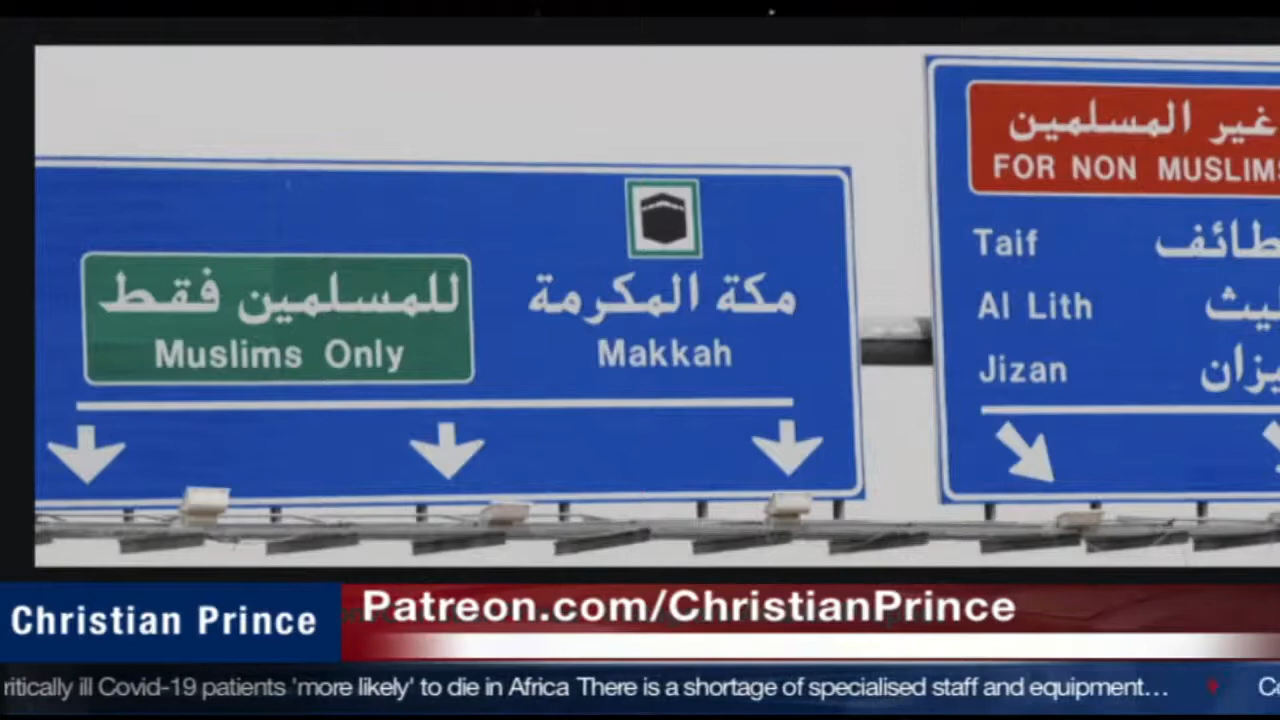 للمسلمين فقط
Muslims Only
مكة المكرمة
Makkah
غير المسلمين
FOR NON MUSLIMS
Taif
Al Lith
Jizan
Christian Prince
Patreon.com/ChristianPrince
ritically ill Covid-19 patients 'more likely' to die in Africa There is a shortage of specialised staff and equipment…